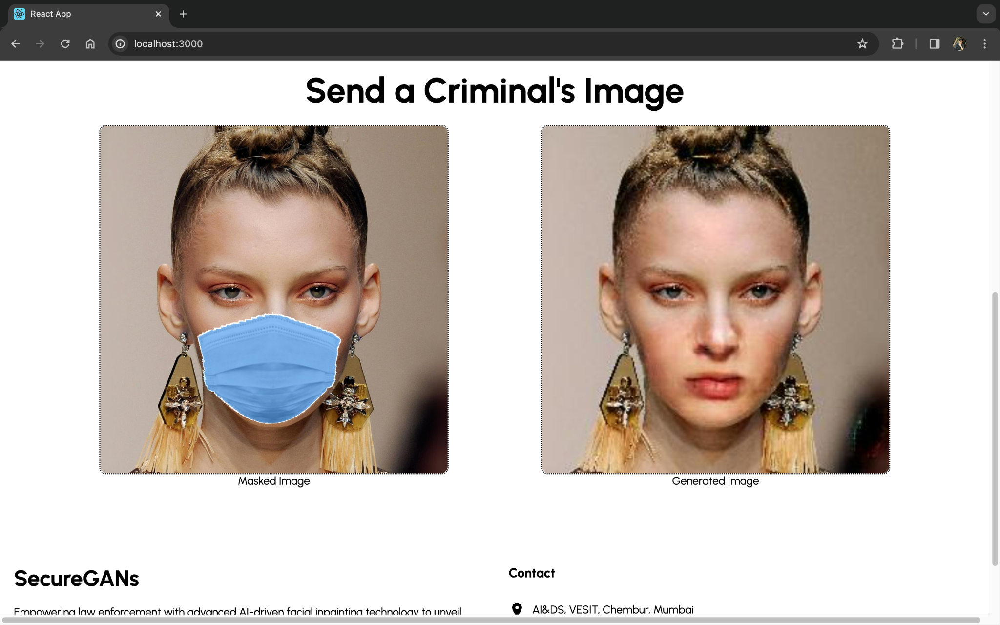 React App
localhost:3000
Send a Criminal's Image
Masked Image
Generated Image
SecureGANs
Contact
Empowering law enforcement with advanced AI-driven facial inpainting technology to unveil
AI&DS, VESIT, Chembur, Mumbai